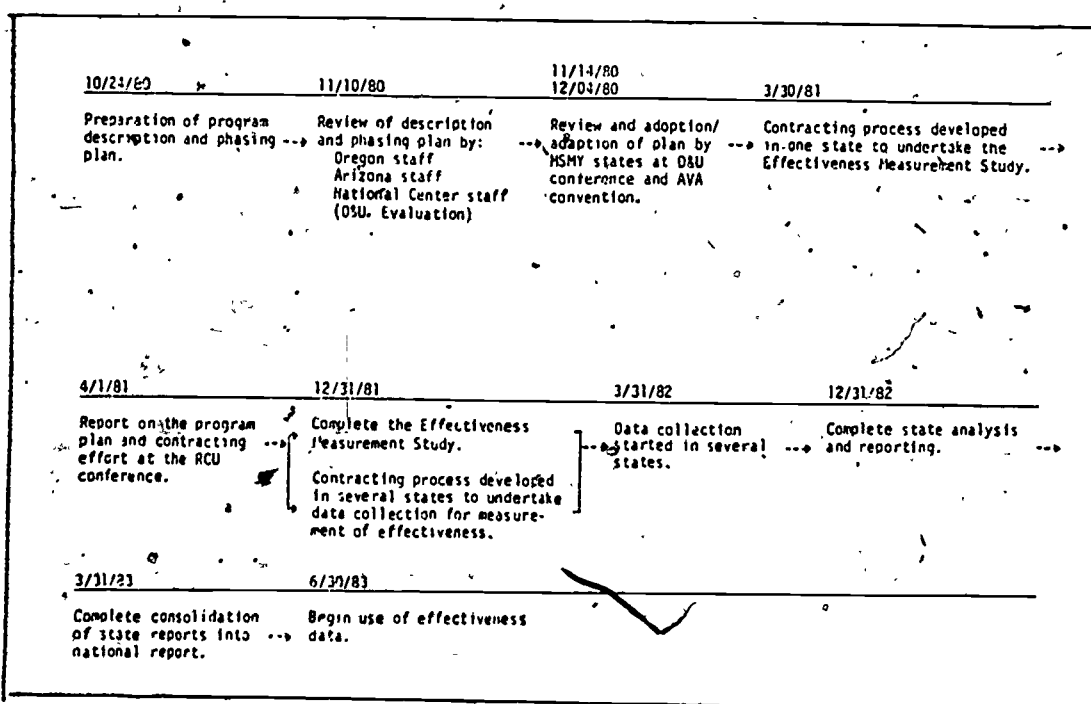 10/24/80
Preparation of program
description and phasing -->
plan.
11/10/80
Review of description
and phasing plan by: -->
Oregon staff
Arizona staff
National Center staff
(OSU. Evaluation)
11/14/80
12/04/80
Review and adoption/
adaption of plan by -->
MSMY states at D&U
conference and AVA
convention.
3/30/81
Contracting process developed
in one state to undertake the -->
Effectiveness Measurement Study.
4/1/81
Report on the program
plan and contracting -->
effort at the RCU
conference.
12/31/81
Complete the Effectiveness
Measurement Study.
Contracting process developed
in several states to undertake
data collection for measure-
ment of effectiveness.
-->
3/31/82
Data collection
started in several -->
states.
12/31/82
Complete state analysis
and reporting. -->
3/31/83
Complete consolidation
of state reports into -->
national report.
6/30/83
Begin use of effectiveness
data.